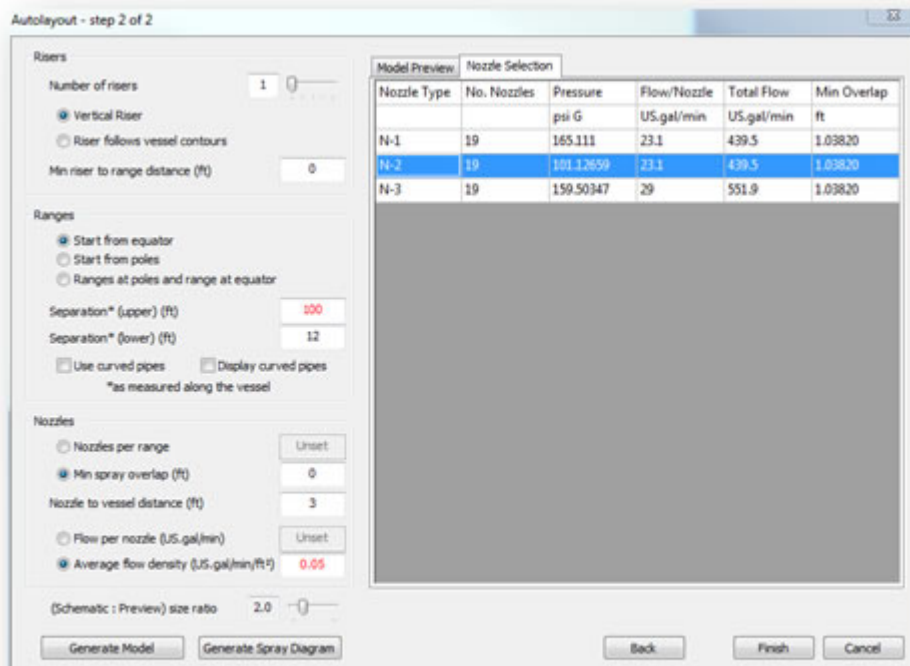 Autolayout - step 2 of 2
Risers
Number of risers 1
Vertical Riser
Riser follows vessel contours
Min riser to range distance (ft) 0
Ranges
Start from equator
Start from poles
Ranges at poles and range at equator
Separation* (upper) (ft) 100
Separation* (lower) (ft) 12
Use curved pipes Display curved pipes
*as measured along the vessel
Nozzles
Nozzles per range Unset
Min spray overlap (ft) 0
Nozzle to vessel distance (ft) 3
Flow per nozzle (US.gal/min) Unset
Average flow density (US.gal/min/ft²) 0.05
(Schematic : Preview) size ratio 2.0
Generate Model Generate Spray Diagram
Model Preview Nozzle Selection
Nozzle Type No. Nozzles Pressure Flow/Nozzle Total Flow Min Overlap
psi G US.gal/min US.gal/min ft
N-1 19 165.111 23.1 439.5 1.03820
N-2 19 101.12659 23.1 439.5 1.03820
N-3 19 159.50347 29 551.9 1.03820
Back Finish Cancel